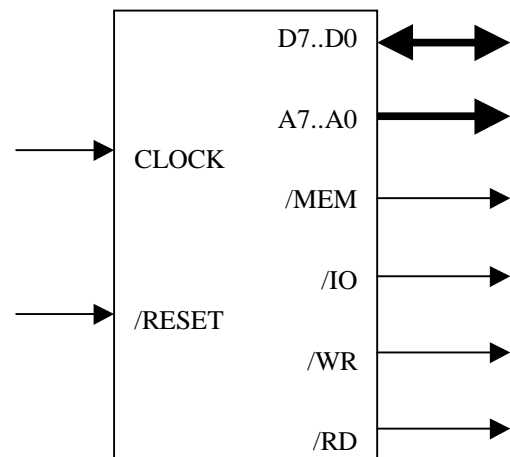 D7..D0
A7..A0
CLOCK
/MEM
/IO
/RESET
/WR
/RD